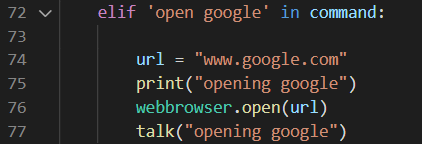 72 elif 'open google' in command:
73
74 url = "www.google.com"
75 print("opening google")
76 webbrowser.open(url)
77 talk("opening google")